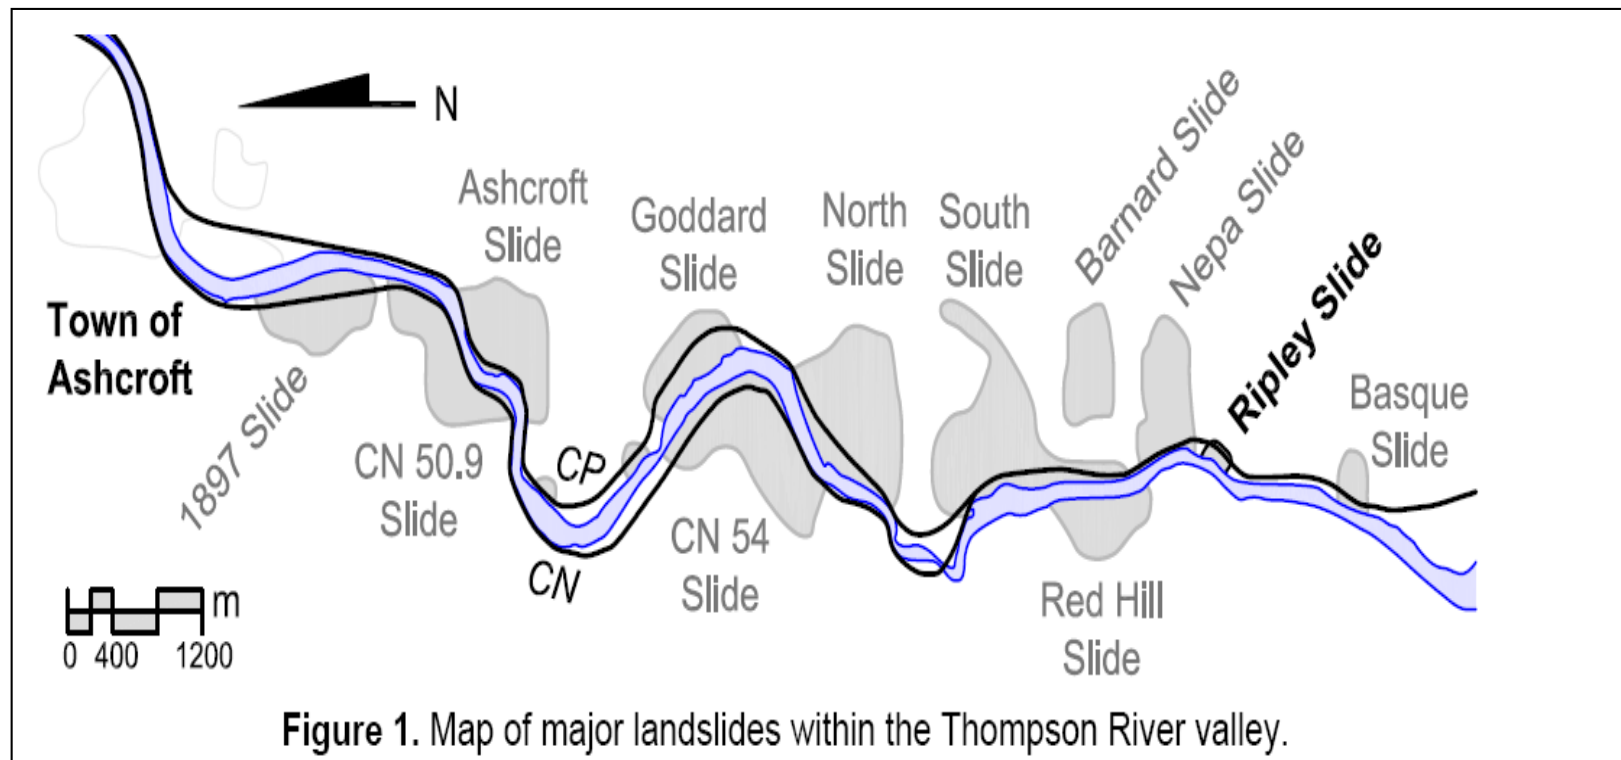 N
Ashcroft
Slide
Goddard
Slide
North
Slide
South
Slide
Barnard Slide
Nepa Slide
Ripley Slide
Basque
Slide
Town of
Ashcroft
1897 Slide
CN 50.9
Slide
CP
CN
CN 54
Slide
Red Hill
Slide
m
0 400 1200
Figure 1. Map of major landslides within the Thompson River valley.